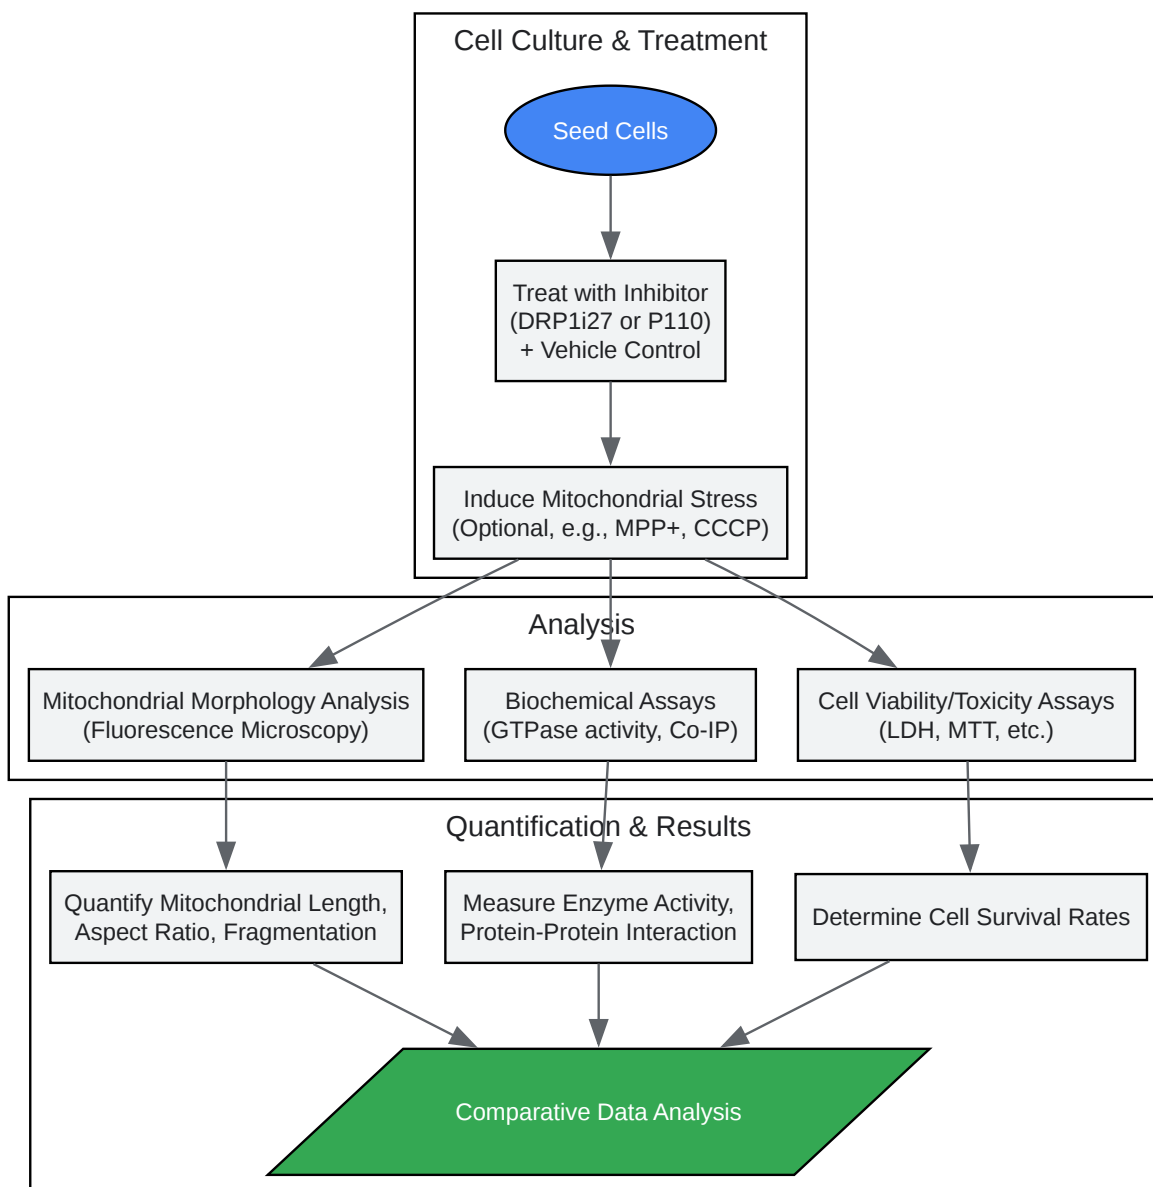 Cell Culture & Treatment
Seed Cells
Treat with Inhibitor
(DRP1i27 or P110)
+ Vehicle Control
Induce Mitochondrial Stress
(Optional, e.g., MPP+, CCCP)
Analysis
Mitochondrial Morphology Analysis
(Fluorescence Microscopy)
Biochemical Assays
(GTPase activity, Co-IP)
Cell Viability/Toxicity Assays
(LDH, MTT, etc.)
Quantification & Results
Quantify Mitochondrial Length,
Aspect Ratio, Fragmentation
Measure Enzyme Activity,
Protein-Protein Interaction
Determine Cell Survival Rates
Comparative Data Analysis